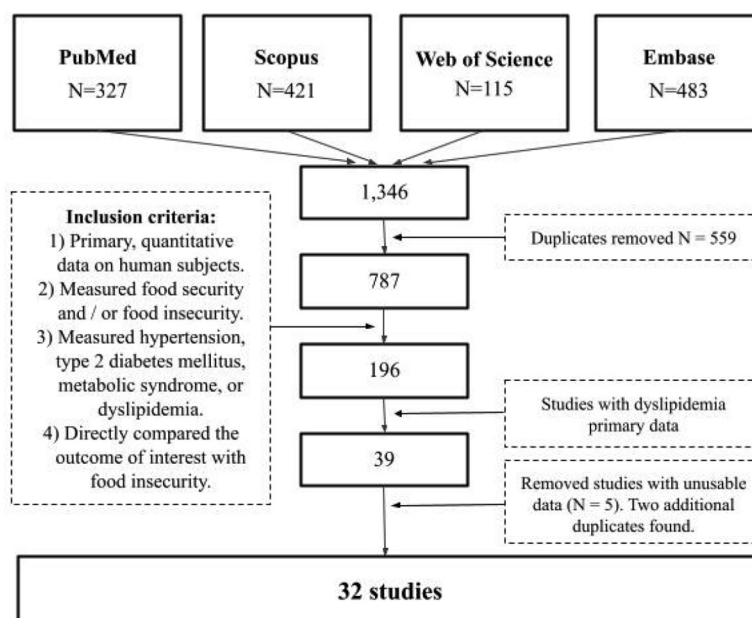 PubMed
N=327
Scopus
N=421
Web of Science
N=115
Embase
N=483
1,346
Inclusion criteria:
1) Primary, quantitative
data on human subjects.
2) Measured food security
and / or food insecurity.
3) Measured hypertension,
type 2 diabetes mellitus,
metabolic syndrome, or
dyslipidemia.
4) Directly compared the
outcome of interest with
food insecurity.
Duplicates removed N = 559
787
196
Studies with dyslipidemia
primary data
39
Removed studies with unusable
data (N = 5). Two additional
duplicates found.
32 studies